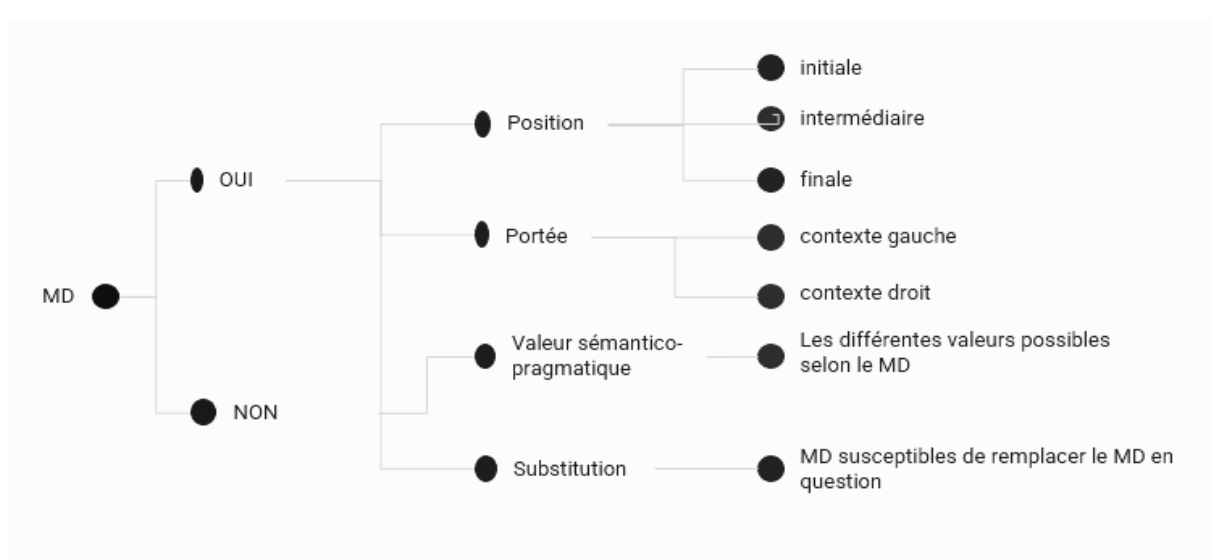 initiale
Position
intermédiaire
OUI
finale
Portée
contexte gauche
MD
contexte droit
Valeur sémantico-
pragmatique
Les différentes valeurs possibles
selon le MD
NON
Substitution
MD susceptibles de remplacer le MD en
question